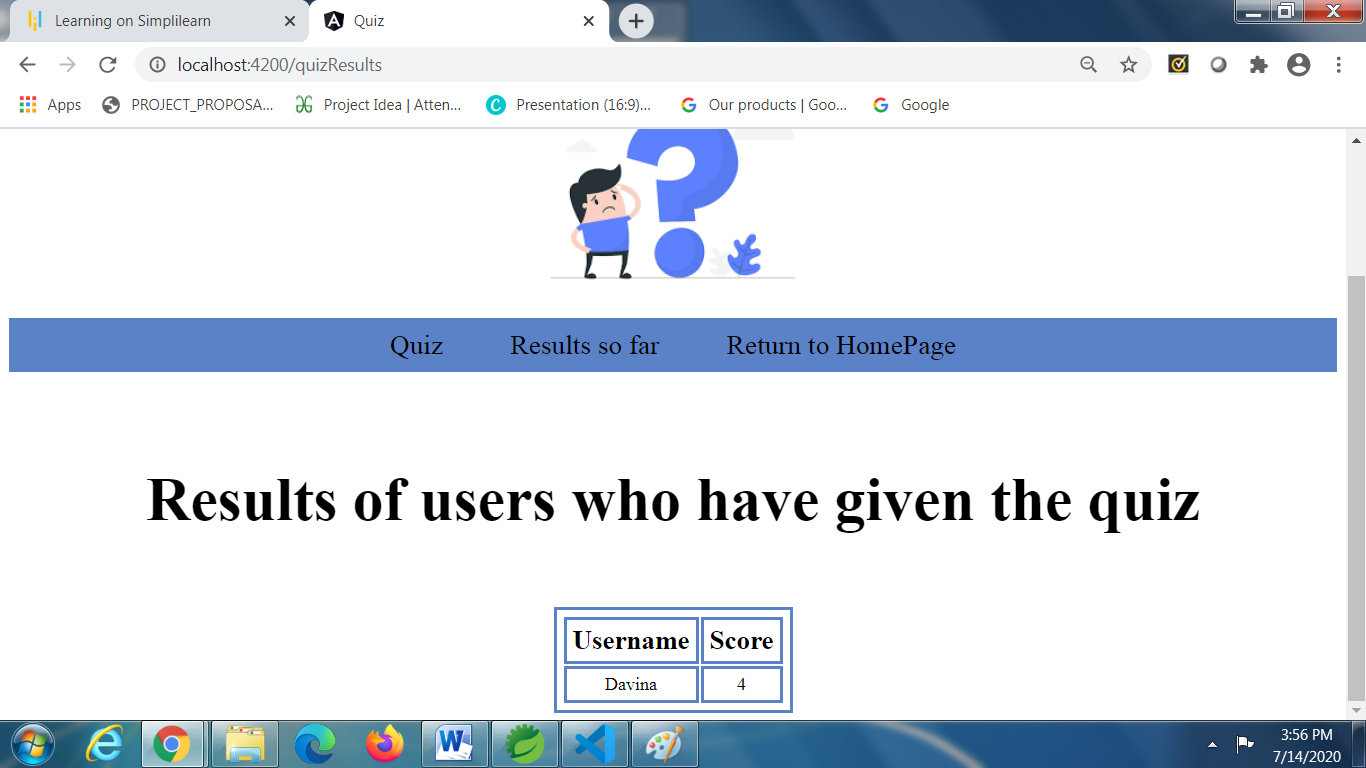 Learning on Simplilearn
Quiz
localhost:4200/quizResults
Apps
PROJECT_PROPOSA...
Project Idea | Atten...
Presentation (16:9)...
Our products | Goo...
Google
Quiz
Results so far
Return to HomePage
Results of users who have given the quiz
Username Score
Davina 4
3:56 PM
7/14/2020